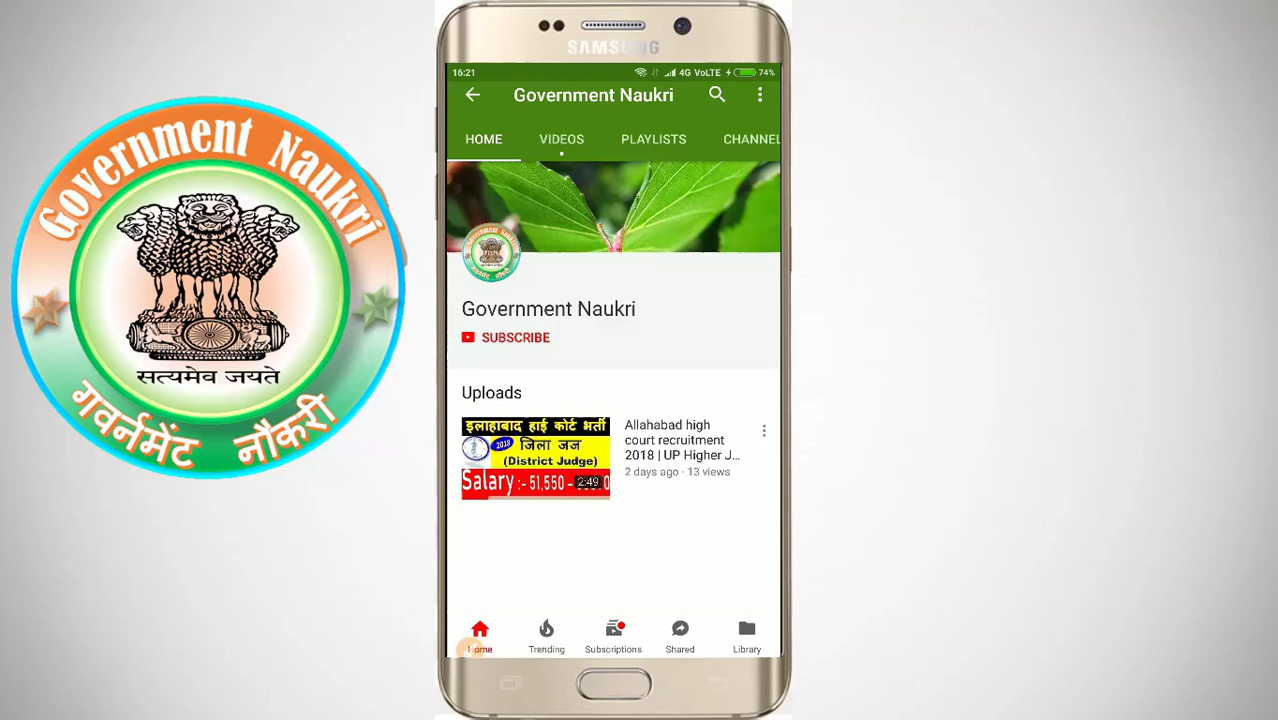 Government Naukri
सत्यमेव जयते
गवर्नमेंट नौकरी
SAMSUNG
16:21
4G VoLTE 74%
Government Naukri
HOME VIDEOS PLAYLISTS CHANNEL
Government Naukri
SUBSCRIBE
Uploads
इलाहाबाद हाई कोर्ट भर्ती
2018 जिला जज
(District Judge)
Salary :- 51,550 -
2:49
Allahabad high
court recruitment
2018 | UP Higher J...
2 days ago · 13 views
Home Trending Subscriptions Shared Library